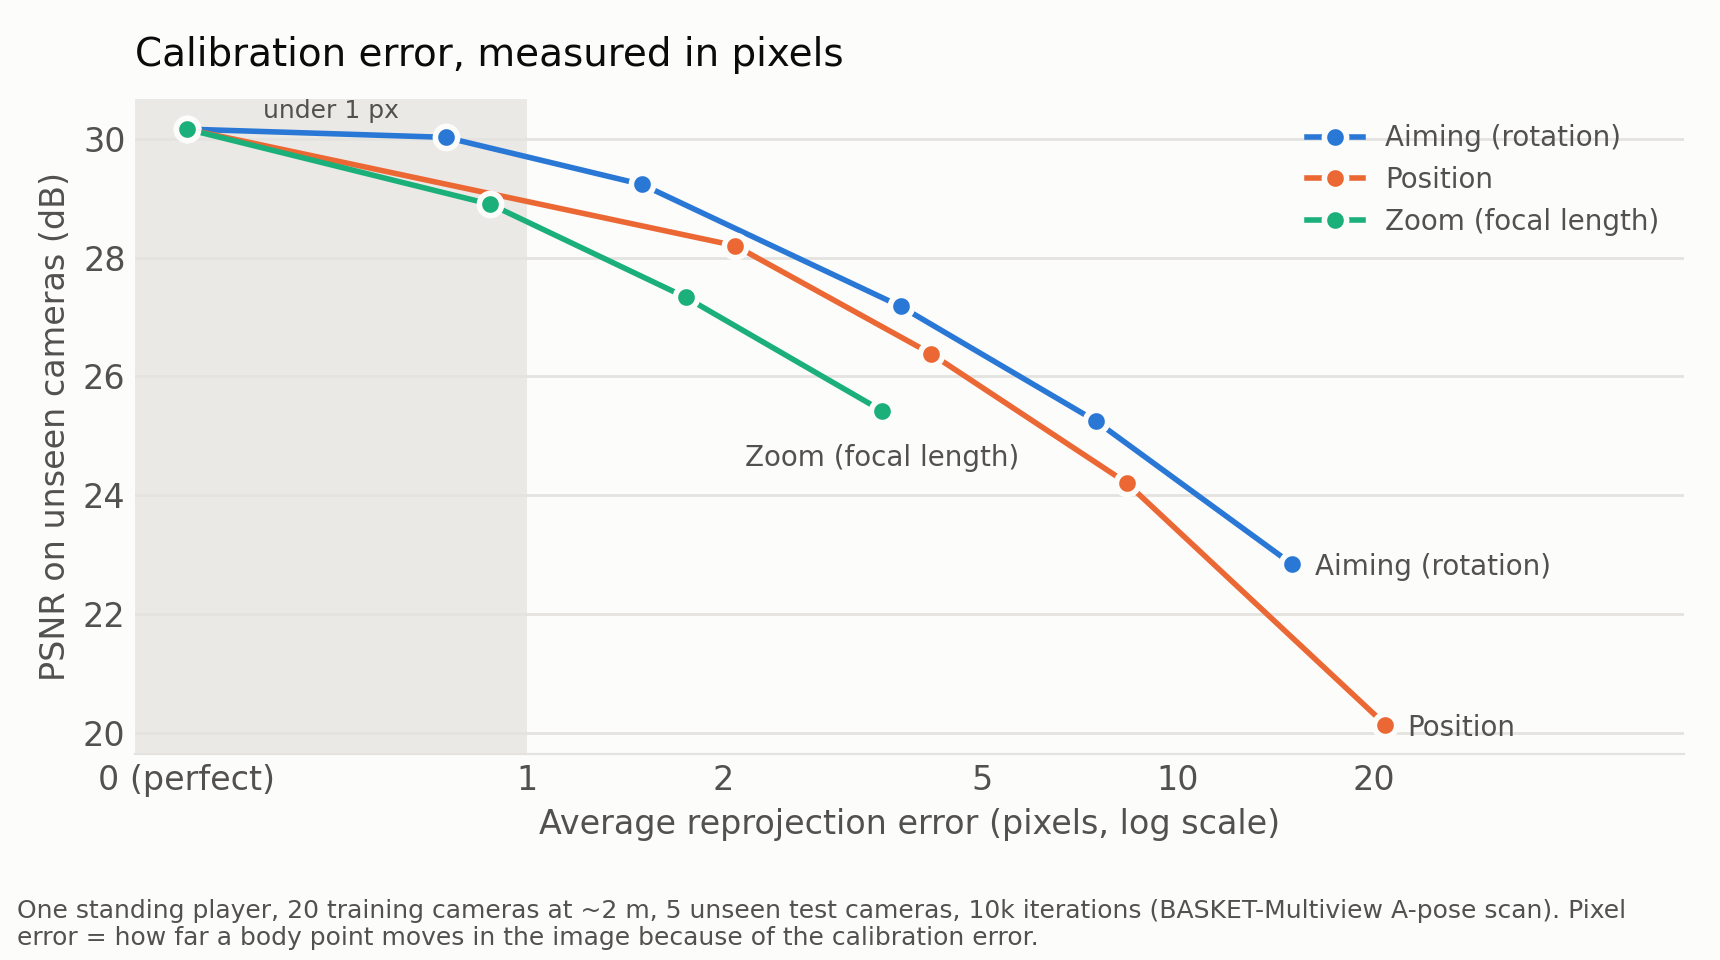 Calibration error, measured in pixels
under 1 px
30
28
26
24
22
20
PSNR on unseen cameras (dB)
Aiming (rotation)
Position
Zoom (focal length)
Zoom (focal length)
Aiming (rotation)
Position
0 (perfect)
1
2
5
10
20
Average reprojection error (pixels, log scale)
One standing player, 20 training cameras at ~2 m, 5 unseen test cameras, 10k iterations (BASKET-Multiview A-pose scan). Pixel
error = how far a body point moves in the image because of the calibration error.